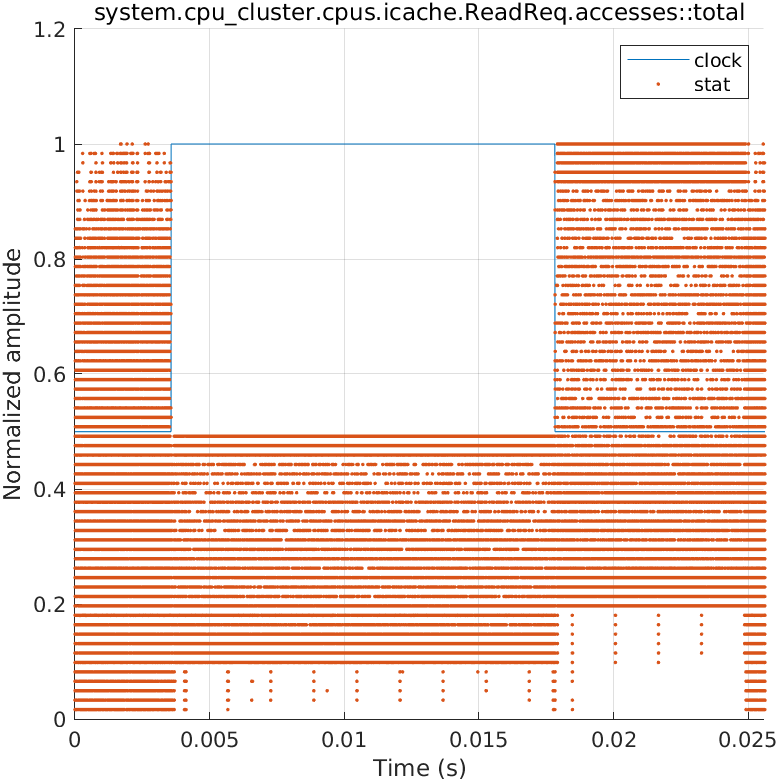 system.cpu_cluster.cpus.icache.ReadReq.accesses::total
1.2
clock
stat
1
0.8
Normalized amplitude
0.6
0.4
0.2
0
0 0.005 0.01 0.015 0.02 0.025
Time (s)